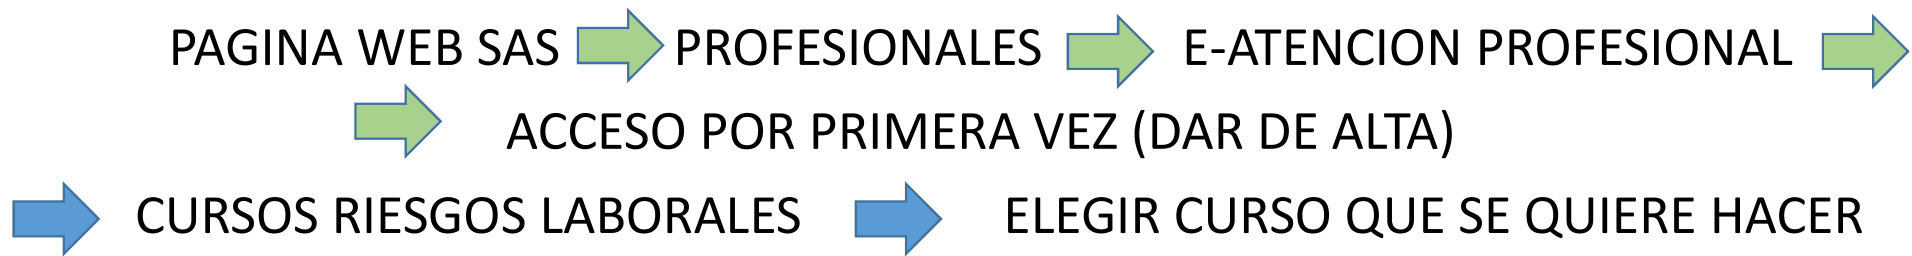 PAGINA WEB SAS PROFESIONALES E-ATENCION PROFESIONAL
ACCESO POR PRIMERA VEZ (DAR DE ALTA)
CURSOS RIESGOS LABORALES ELEGIR CURSO QUE SE QUIERE HACER